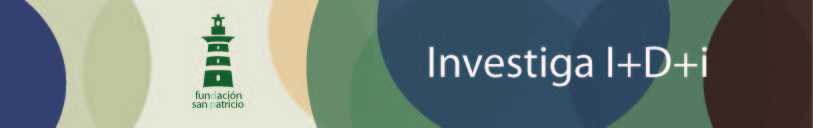 fundación
san patricio
Investiga I+D+i